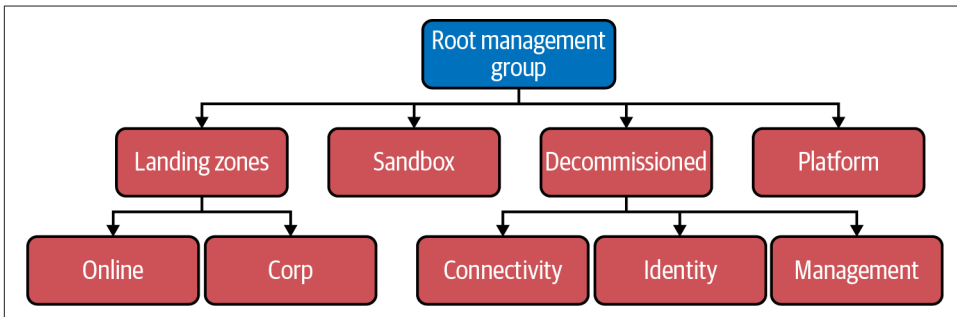 Root management
group
Landing zones
Sandbox
Decommissioned
Platform
Online
Corp
Connectivity
Identity
Management